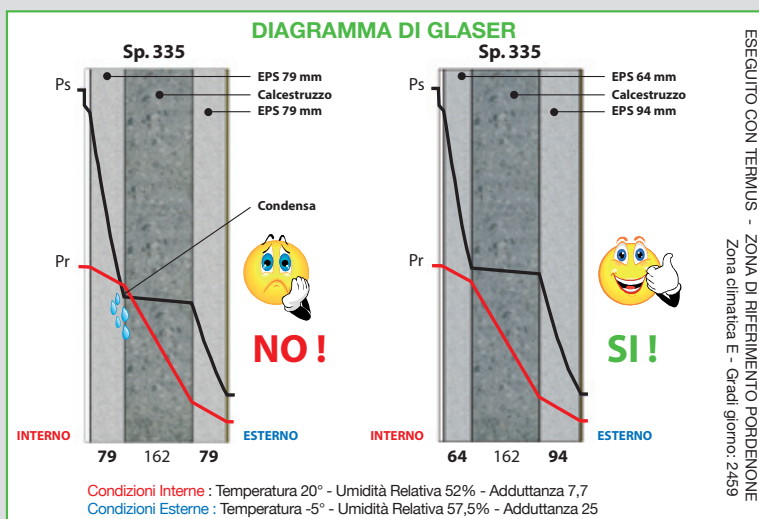 DIAGRAMMA DI GLASER
Sp. 335
Ps
EPS 79 mm
Calcestruzzo
EPS 79 mm
Condensa
Pr
NO !
INTERNO
ESTERNO
79 162 79
Sp. 335
Ps
EPS 64 mm
Calcestruzzo
EPS 94 mm
Pr
SI !
INTERNO
ESTERNO
64 162 94
Condizioni Interne : Temperatura 20° - Umidità Relativa 52% - Adduttanza 7,7
Condizioni Esterne : Temperatura -5° - Umidità Relativa 57,5% - Adduttanza 25
ESEGUITO CON TERMUS - ZONA DI RIFERIMENTO PORDENONE
Zona climatica E - Gradi giorno: 2459